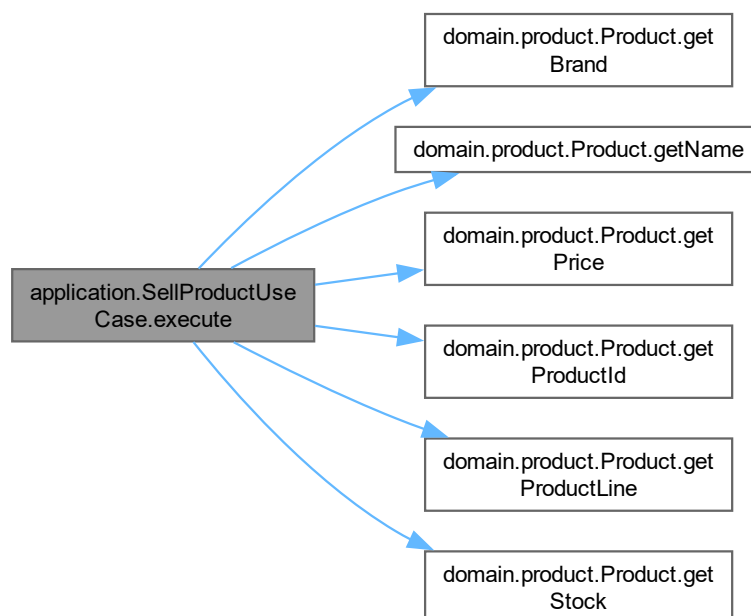 domain.product.Product.get
Brand
domain.product.Product.getName
domain.product.Product.get
Price
application.SellProductUse
Case.execute
domain.product.Product.get
ProductId
domain.product.Product.get
ProductLine
domain.product.Product.get
Stock